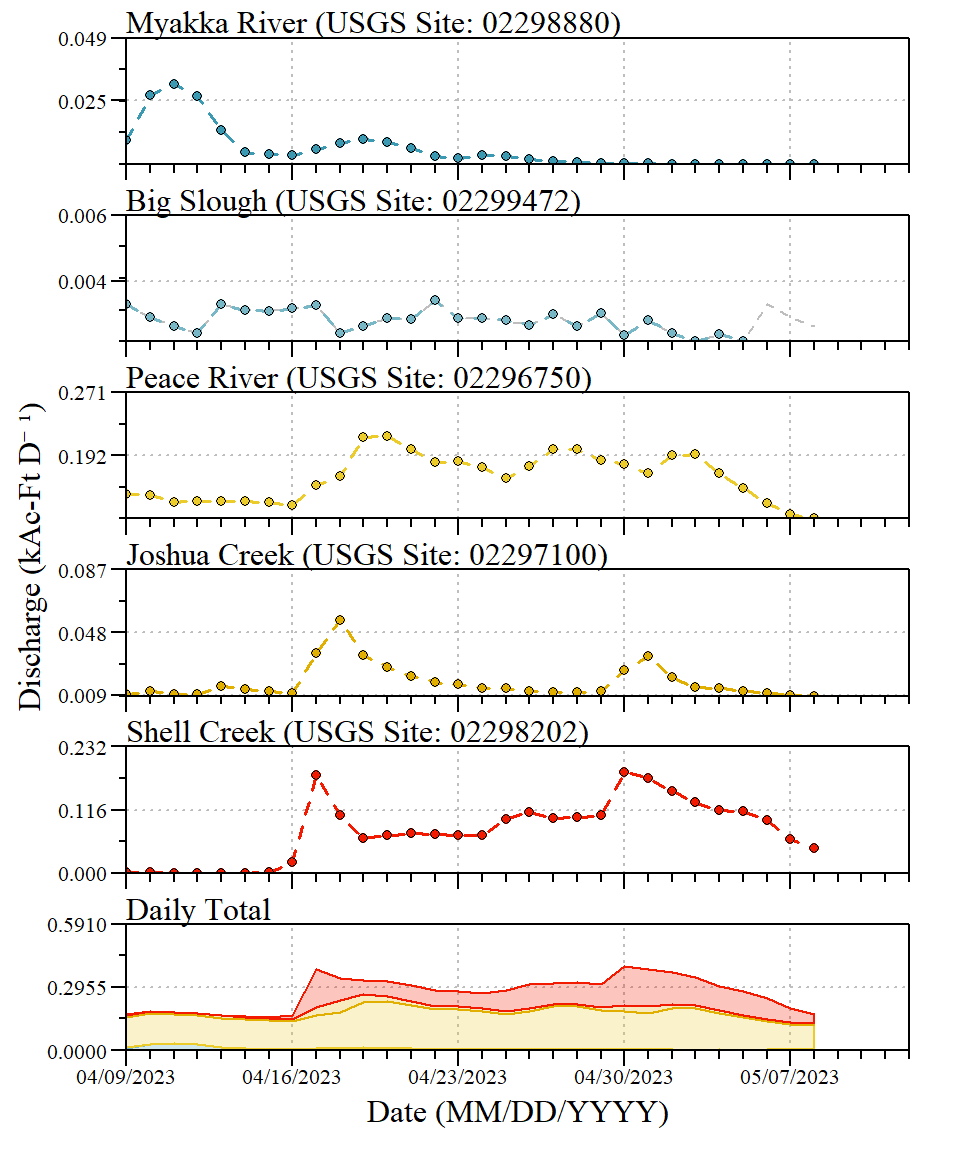 Myakka River (USGS Site: 02298880)
0.049
0.025
Big Slough (USGS Site: 02299472)
0.006
0.004
Peace River (USGS Site: 02296750)
0.271
0.192
Joshua Creek (USGS Site: 02297100)
0.087
0.048
0.009
Shell Creek (USGS Site: 02298202)
0.232
0.116
0.000
Daily Total
0.5910
0.2955
0.0000
04/09/2023 04/16/2023 04/23/2023 04/30/2023 05/07/2023
Date (MM/DD/YYYY)
Discharge (kAc-Ft D⁻¹)